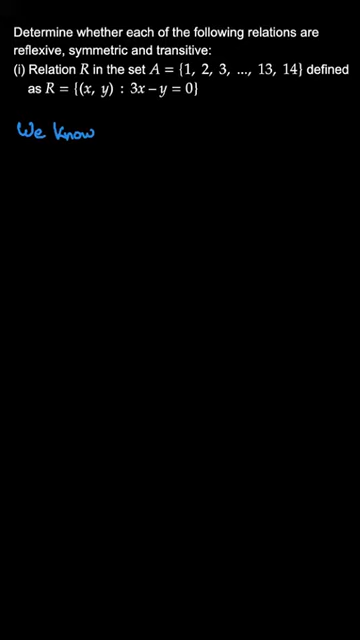 Determine whether each of the following relations are
reflexive, symmetric and transitive:
(i) Relation R in the set A = {1, 2, 3, ..., 13, 14} defined
as R = {(x, y) : 3x − y = 0}
We know